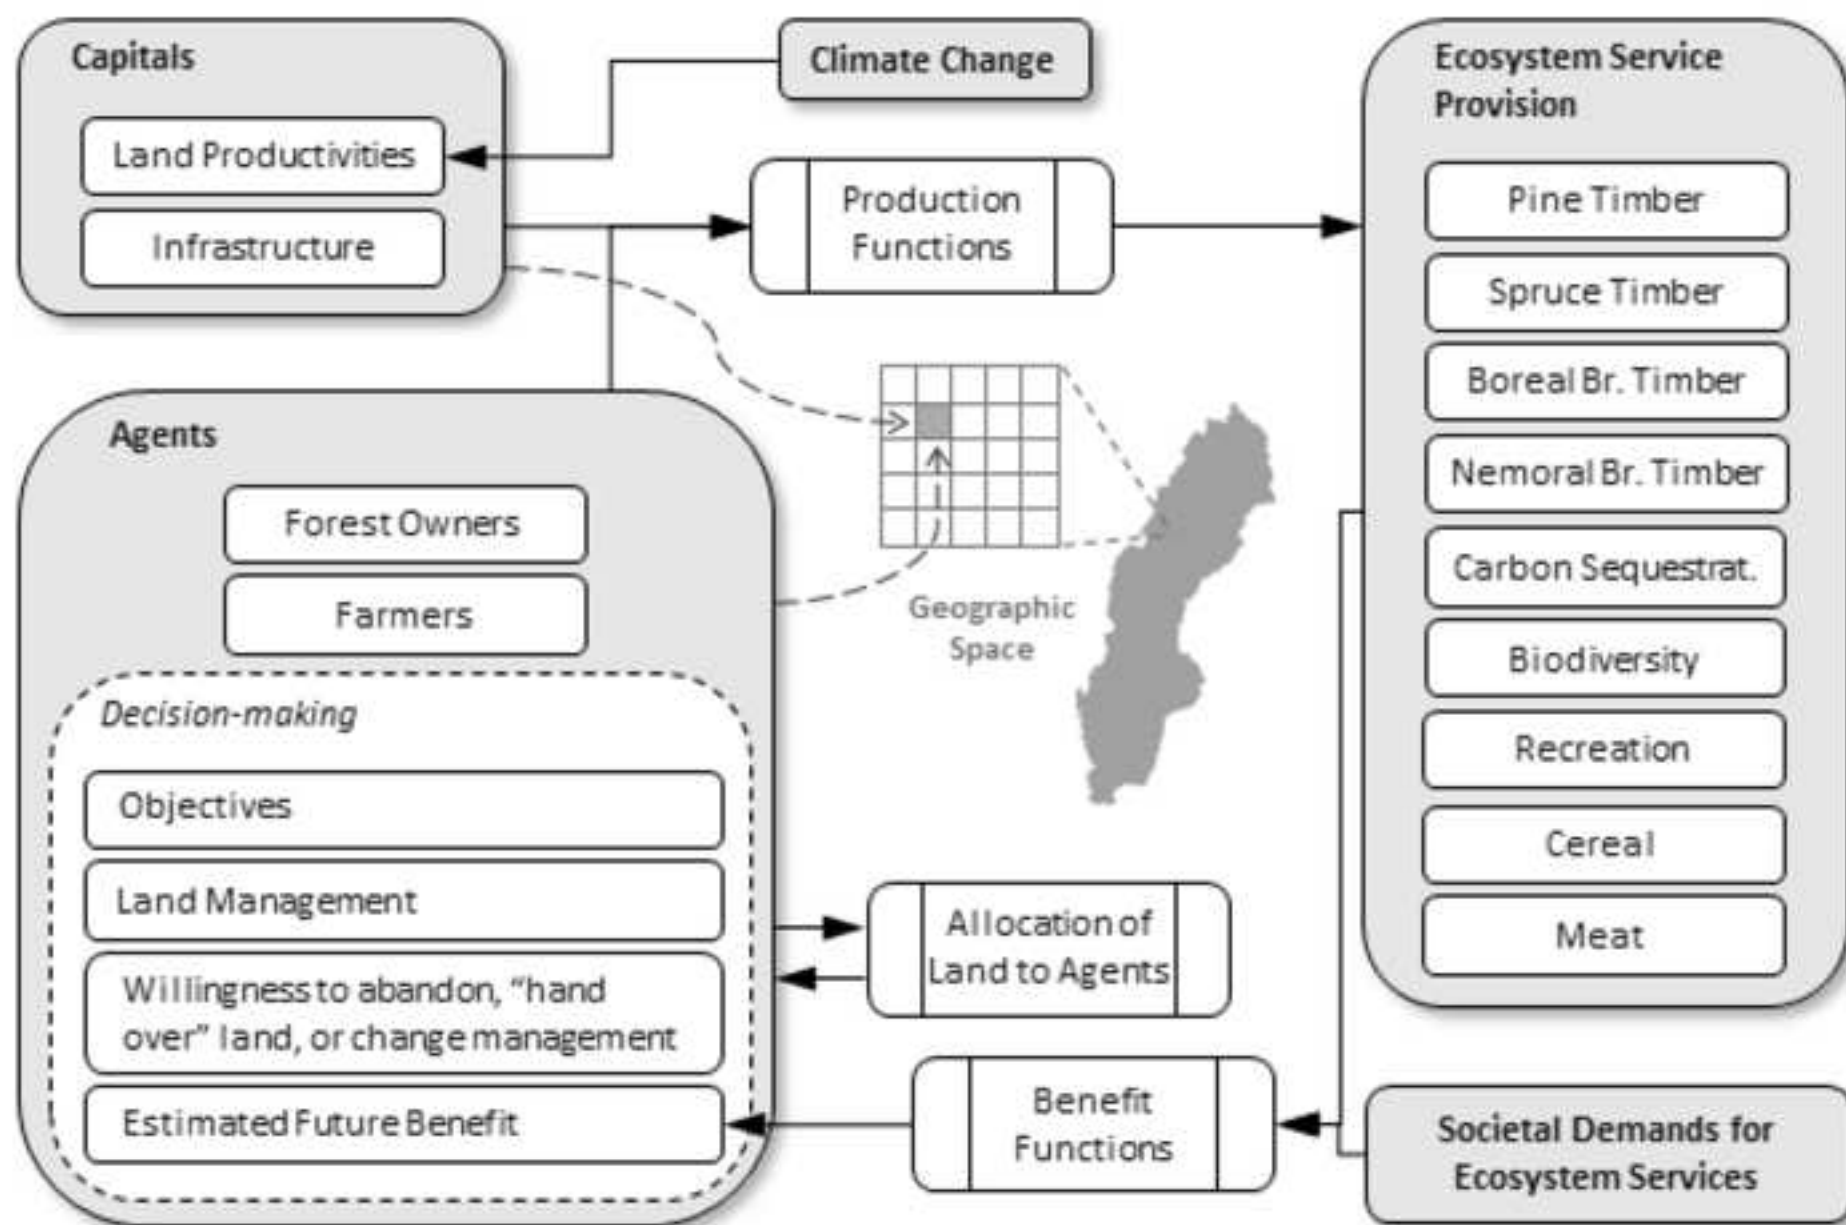 Capitals
Land Productivities
Infrastructure
Climate Change
Production
Functions
Agents
Forest Owners
Farmers
Decision-making
Objectives
Land Management
Willingness to abandon, “hand
over” land, or change management
Estimated Future Benefit
Geographic
Space
Allocation of
Land to Agents
Benefit
Functions
Ecosystem Service
Provision
Pine Timber
Spruce Timber
Boreal Br. Timber
Nemoral Br. Timber
Carbon Sequestrat.
Biodiversity
Recreation
Cereal
Meat
Societal Demands for
Ecosystem Services